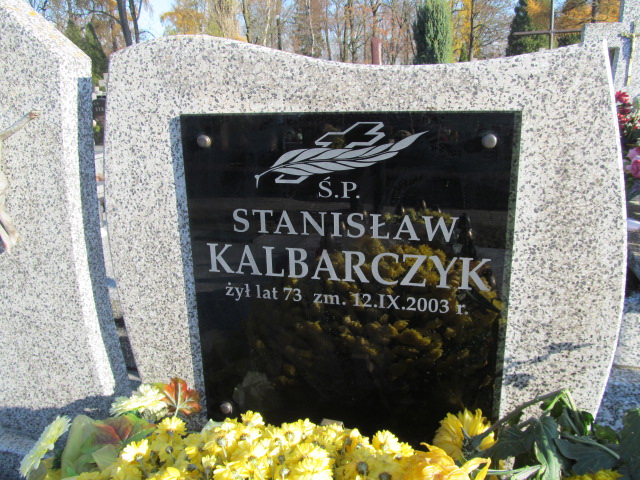 Ś.P.
STANISŁAW
KALBARCZYK
żył lat 73 zm. 12.IX.2003 r.